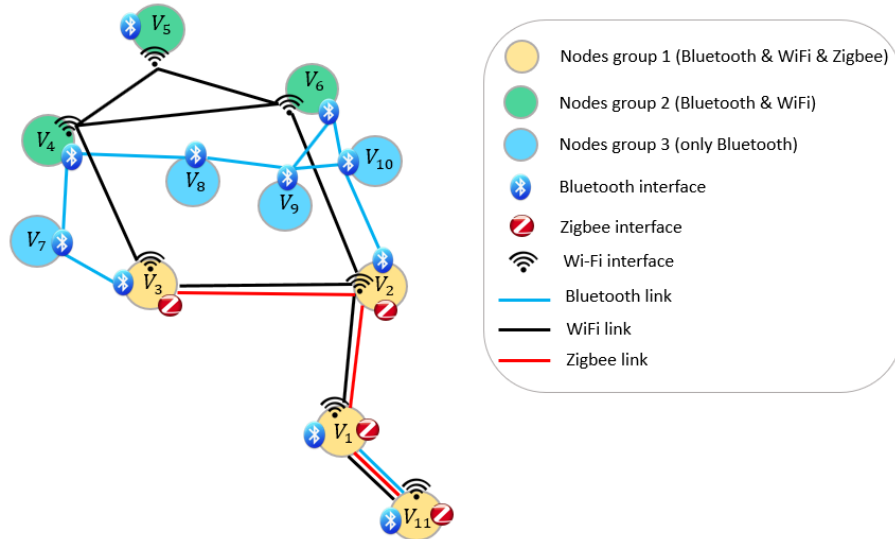 V5
V6
V4
V10
V8
V9
V7
V3
V2
V1
V11
Nodes group 1 (Bluetooth & WiFi & Zigbee)
Nodes group 2 (Bluetooth & WiFi)
Nodes group 3 (only Bluetooth)
Bluetooth interface
Zigbee interface
Wi-Fi interface
Bluetooth link
WiFi link
Zigbee link